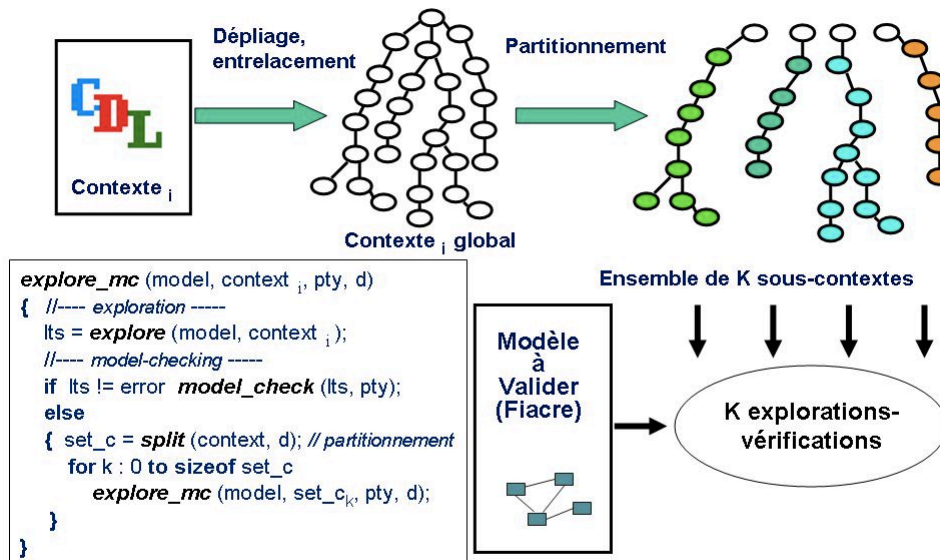 Dépliage,
entrelacement
Partitionnement
CDL
Contexte i
Contexte i global
Ensemble de K sous-contextes
explore_mc (model, context i, pty, d)
{ //---- exploration -----
lts = explore (model, context i);
//---- model-checking -----
if lts != error model_check (lts, pty);
else
{ set_c = split (context, d); // partitionnement
for k : 0 to sizeof set_c
explore_mc (model, set_ck, pty, d);
}
}
Modèle
à
Valider
(Fiacre)
K explorations-
vérifications